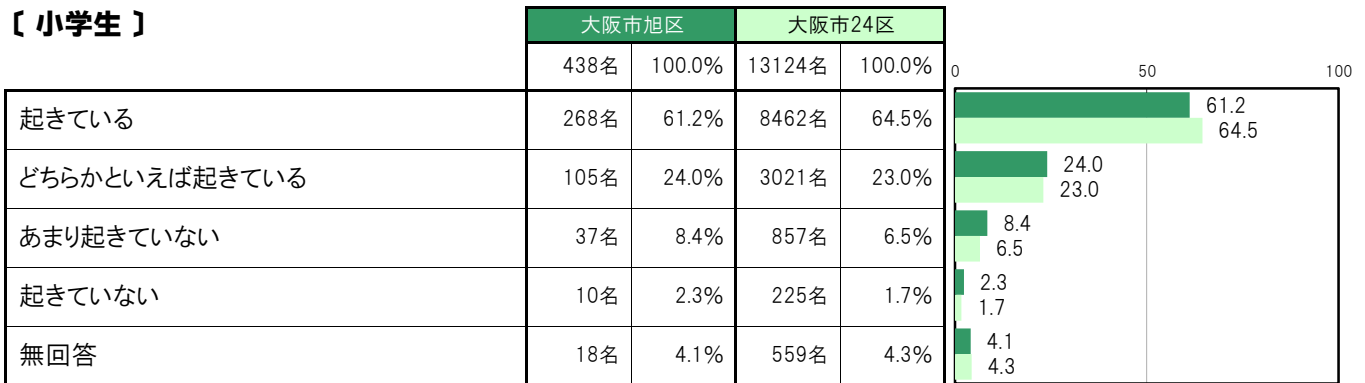 〔 小学生 〕
大阪市旭区 大阪市24区
438名 100.0% 13124名 100.0%
0 50 100
起きている 268名 61.2% 8462名 64.5%
61.2
64.5
どちらかといえば起きている 105名 24.0% 3021名 23.0%
24.0
23.0
あまり起きていない 37名 8.4% 857名 6.5%
8.4
6.5
起きていない 10名 2.3% 225名 1.7%
2.3
1.7
無回答 18名 4.1% 559名 4.3%
4.1
4.3